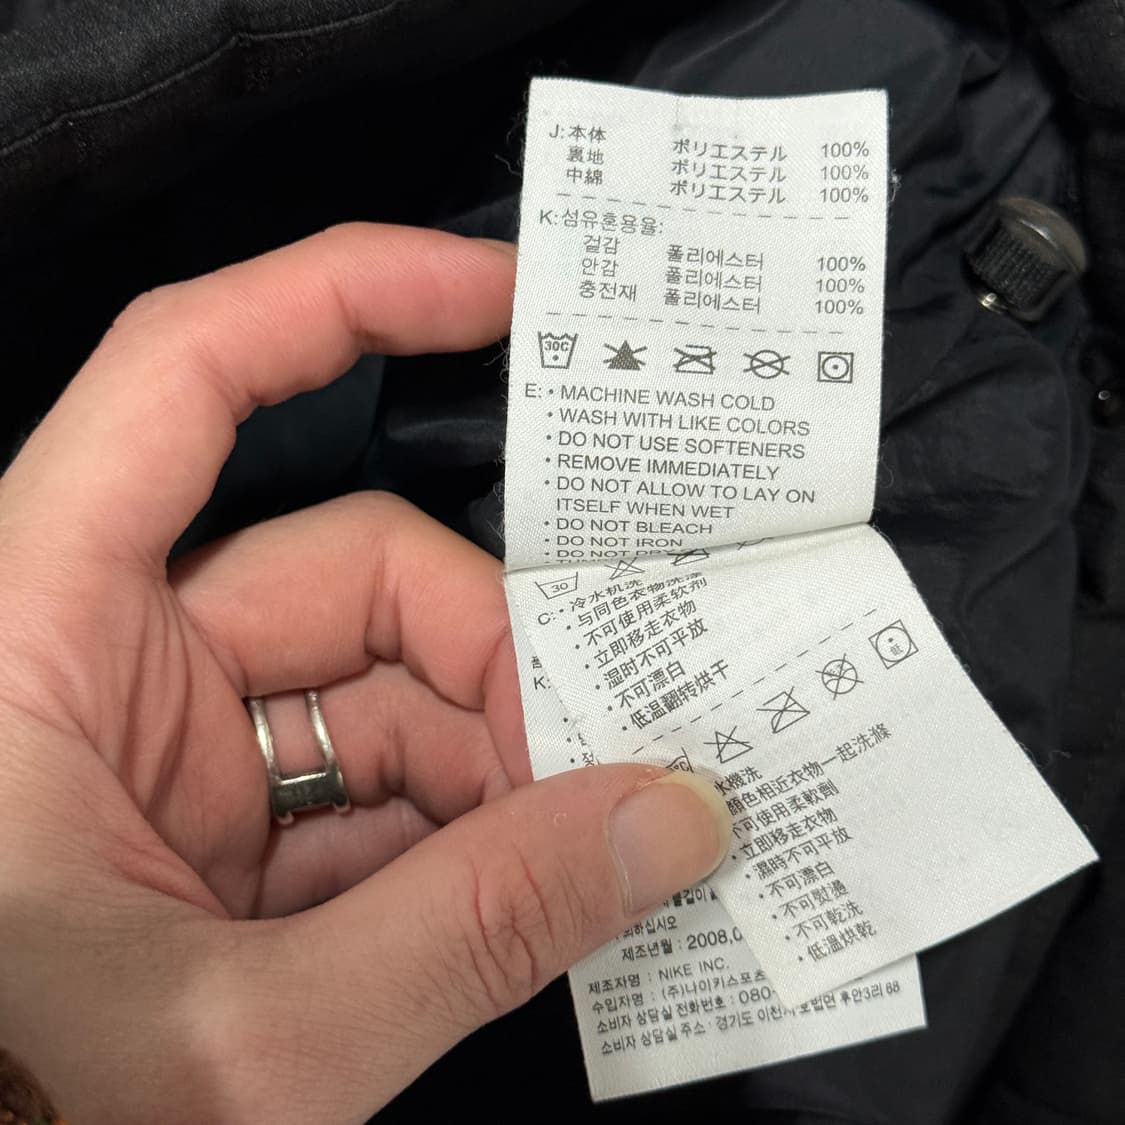 J: 本体 ポリエステル 100%
裏地 ポリエステル 100%
中綿 ポリエステル 100%
K: 섬유혼용율:
겉감 폴리에스터 100%
안감 폴리에스터 100%
충전재 폴리에스터 100%
30C
E: • MACHINE WASH COLD
• WASH WITH LIKE COLORS
• DO NOT USE SOFTENERS
• REMOVE IMMEDIATELY
• DO NOT ALLOW TO LAY ON
ITSELF WHEN WET
• DO NOT BLEACH
• DO NOT IRON
• DO NOT
30
C: • 冷水机洗
• 与同色衣物洗涤
• 不可使用柔软剂
• 立即移走衣物
• 湿时不可平放
• 不可漂白
• 低温翻转烘干
低
水機洗
顏色相近衣物一起洗滌
不可使用柔軟劑
• 立即移走衣物
• 濕時不可平放
• 不可漂白
• 不可熨燙
• 不可乾洗
• 低溫烘乾
K:
제조년월 : 2008.0
제조자명 : NIKE INC.
수입자명 : (주)나이키스포츠
소비자 상담실 전화번호 : 080-
소비자 상담실 주소 : 경기도 이천 호법면 후안3리 68